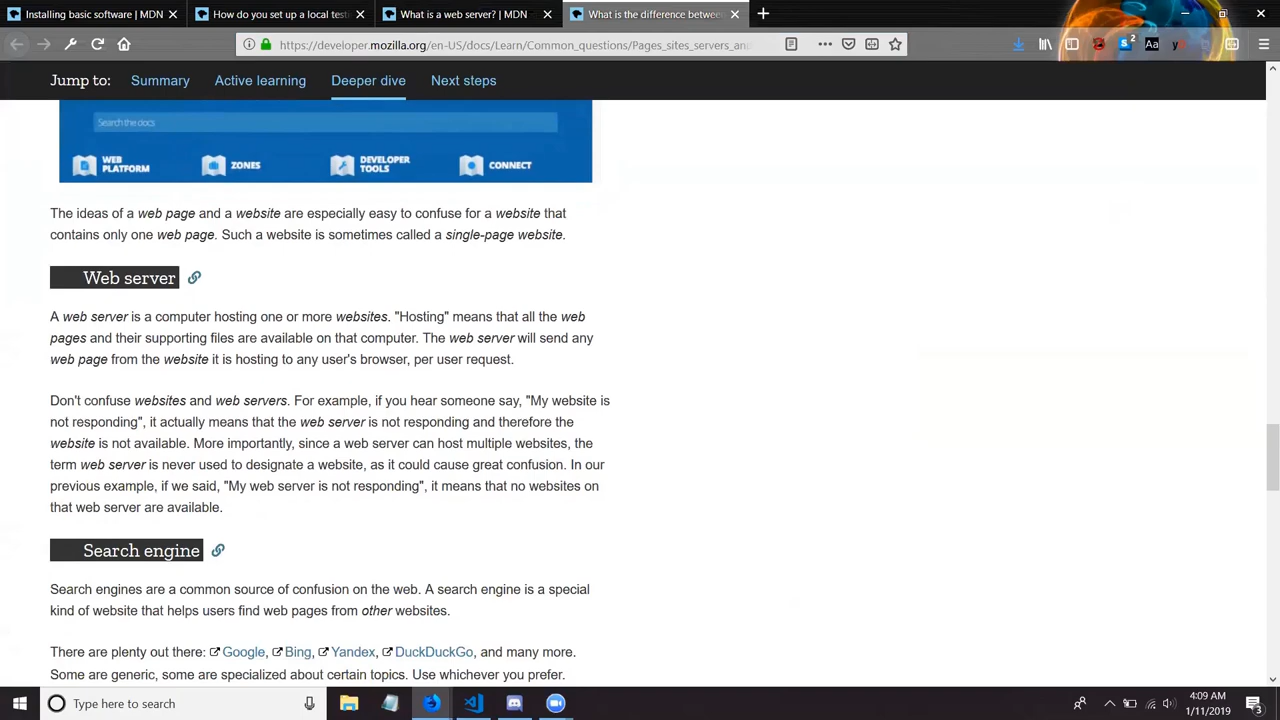 Installing basic software | MDN
How do you set up a local test
What is a web server? | MDN
What is the difference betwee
https://developer.mozilla.org/en-US/docs/Learn/Common_questions/Pages_sites_servers_an
2
Aa
Jump to:
Summary
Active learning
Deeper dive
Next steps
Search the docs
WEB PLATFORM
ZONES
DEVELOPER TOOLS
CONNECT
The ideas of a web page and a website are especially easy to confuse for a website that
contains only one web page. Such a website is sometimes called a single-page website.
Web server
A web server is a computer hosting one or more websites. "Hosting" means that all the web
pages and their supporting files are available on that computer. The web server will send any
web page from the website it is hosting to any user's browser, per user request.
Don't confuse websites and web servers. For example, if you hear someone say, "My website is
not responding", it actually means that the web server is not responding and therefore the
website is not available. More importantly, since a web server can host multiple websites, the
term web server is never used to designate a website, as it could cause great confusion. In our
previous example, if we said, "My web server is not responding", it means that no websites on
that web server are available.
Search engine
Search engines are a common source of confusion on the web. A search engine is a special
kind of website that helps users find web pages from other websites.
There are plenty out there: Google, Bing, Yandex, DuckDuckGo, and many more.
Some are generic, some are specialized about certain topics. Use whichever you prefer.
Type here to search
4:09 AM
1/11/2019
3